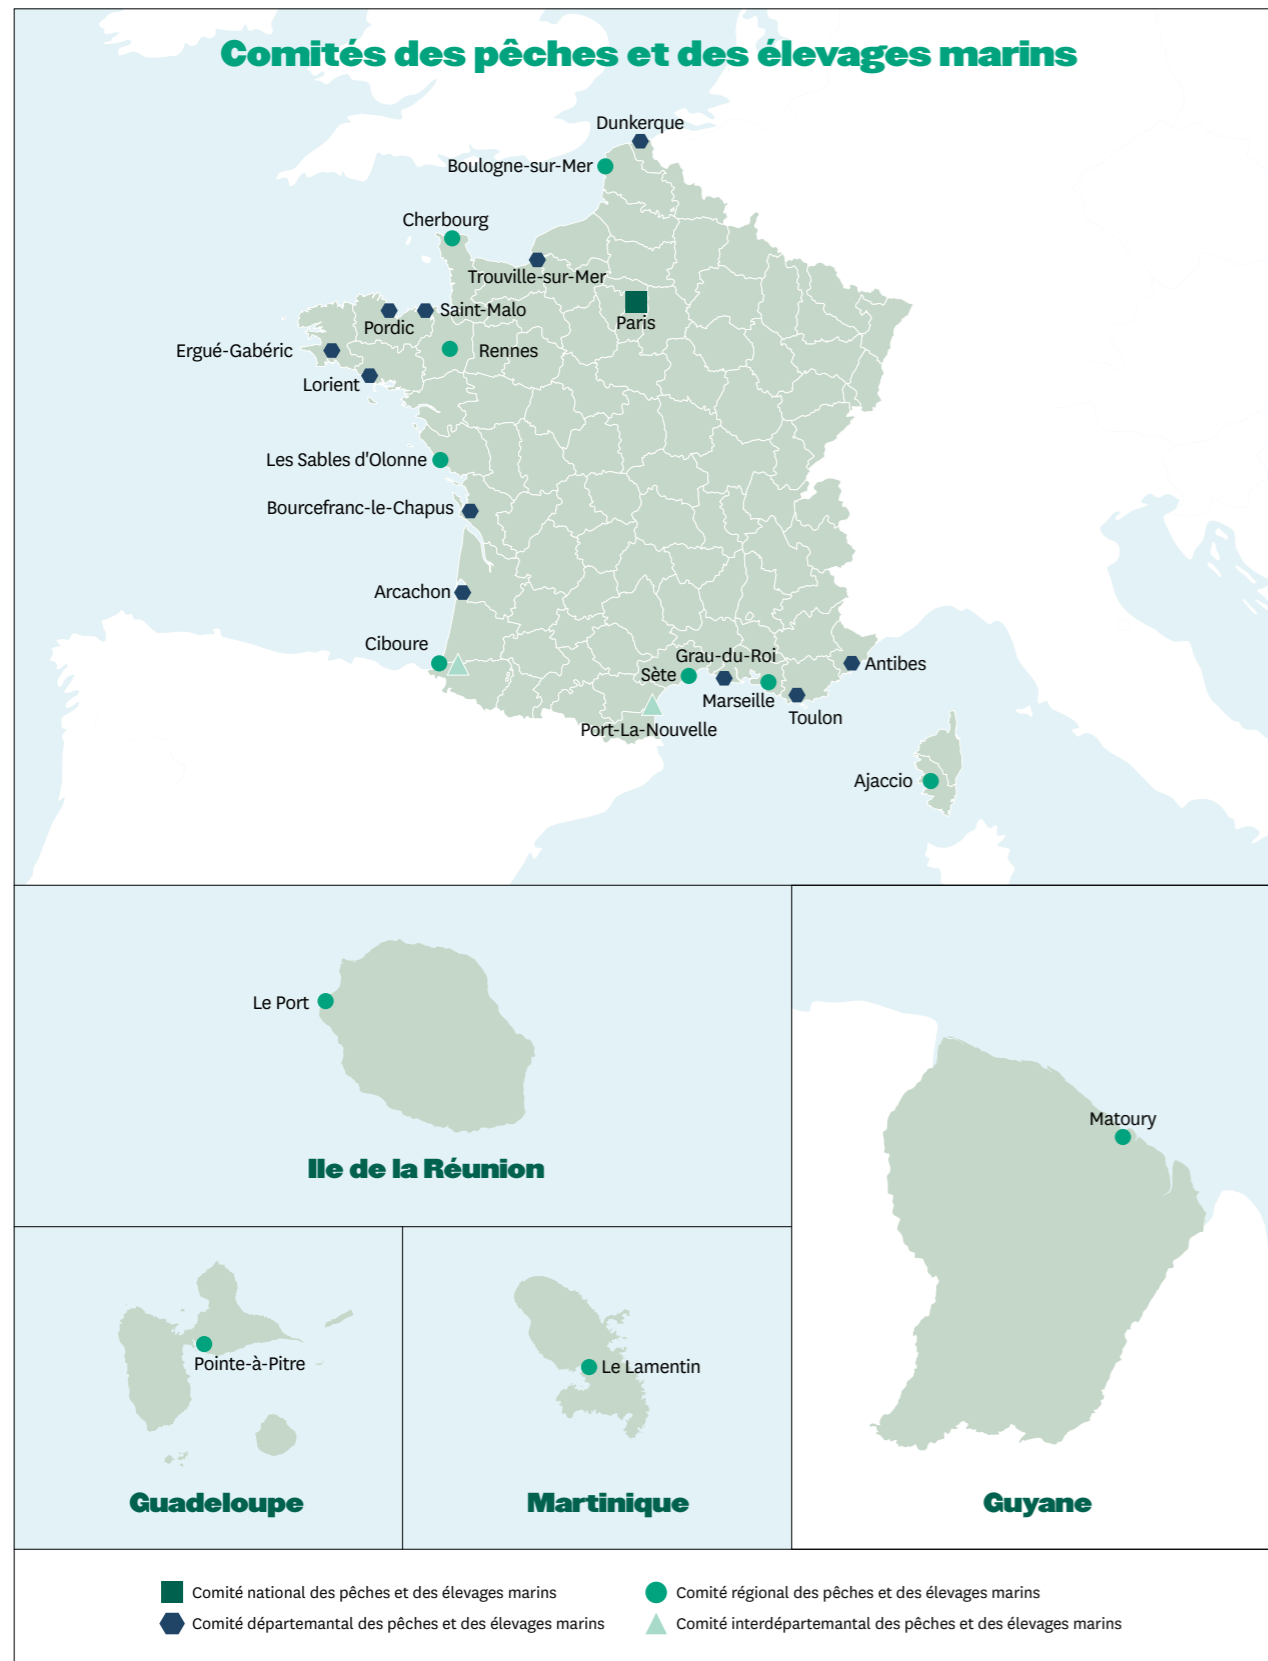 Comités des pêches et des élevages marins
Dunkerque
Boulogne-sur-Mer
Cherbourg
Trouville-sur-Mer
Saint-Malo
Pordic
Paris
Ergué-Gabéric
Rennes
Lorient
Les Sables d'Olonne
Bourcefranc-le-Chapus
Arcachon
Ciboure
Grau-du-Roi
Antibes
Sète
Marseille
Toulon
Port-La-Nouvelle
Ajaccio
Le Port
Ile de la Réunion
Matoury
Pointe-à-Pitre
Le Lamentin
Guadeloupe
Martinique
Guyane
Comité national des pêches et des élevages marins
Comité régional des pêches et des élevages marins
Comité départemantal des pêches et des élevages marins
Comité interdépartemantal des pêches et des élevages marins